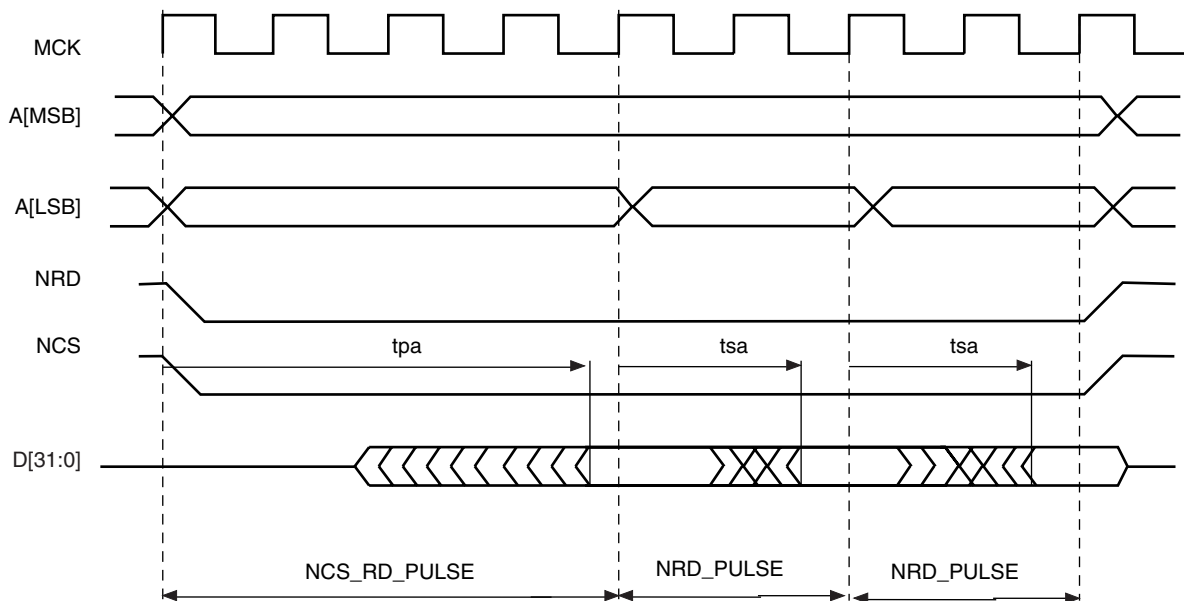 MCK
A[MSB]
A[LSB]
NRD
NCS
tpa tsa tsa
D[31:0]
NCS_RD_PULSE NRD_PULSE NRD_PULSE